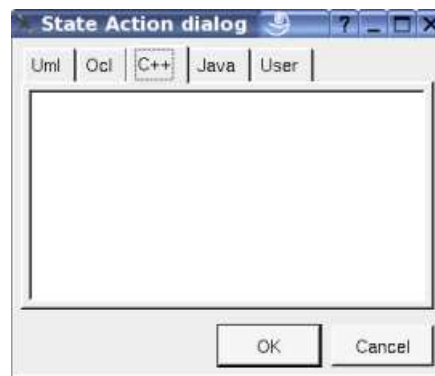 State Action dialog ?
Uml Ocl C++ Java User
OK Cancel